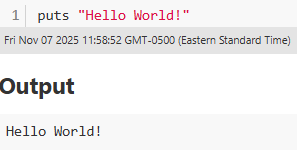 1 puts "Hello World!"
Fri Nov 07 2025 11:58:52 GMT-0500 (Eastern Standard Time)
Output
Hello World!